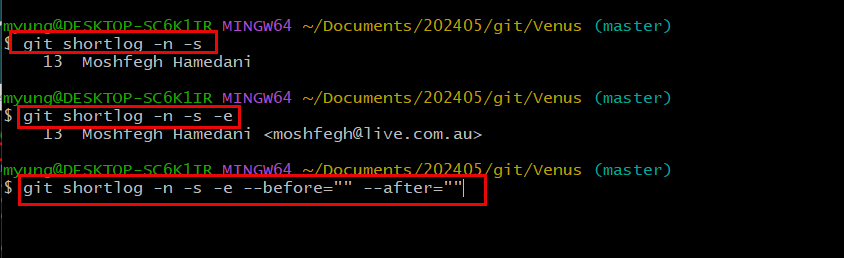 myung@DESKTOP-SC6K1IR MINGW64 ~/Documents/202405/git/Venus (master)
$ git shortlog -n -s
13 Moshfegh Hamedani
myung@DESKTOP-SC6K1IR MINGW64 ~/Documents/202405/git/Venus (master)
$ git shortlog -n -s -e
13 Moshfegh Hamedani <moshfegh@live.com.au>
myung@DESKTOP-SC6K1IR MINGW64 ~/Documents/202405/git/Venus (master)
$ git shortlog -n -s -e --before="" --after=""